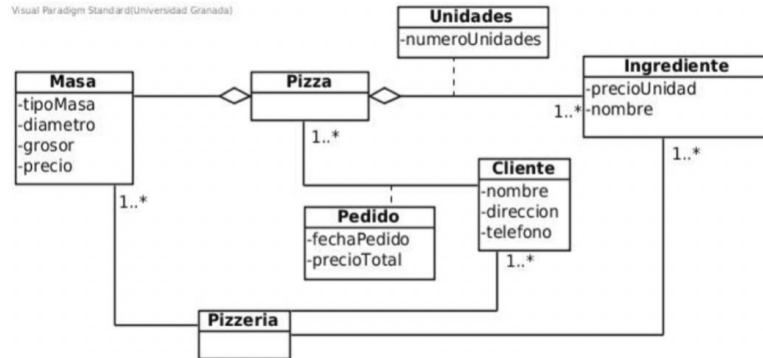 Visual Paradigm Standard(Universidad Granada)
Unidades
-numeroUnidades
Masa
-tipoMasa
-diametro
-grosor
-precio
Pizza
Ingrediente
-precioUnidad
-nombre
1..*
1..*
1..*
1..*
Cliente
-nombre
-direccion
-telefono
Pedido
-fechaPedido
-precioTotal
1..*
Pizzeria